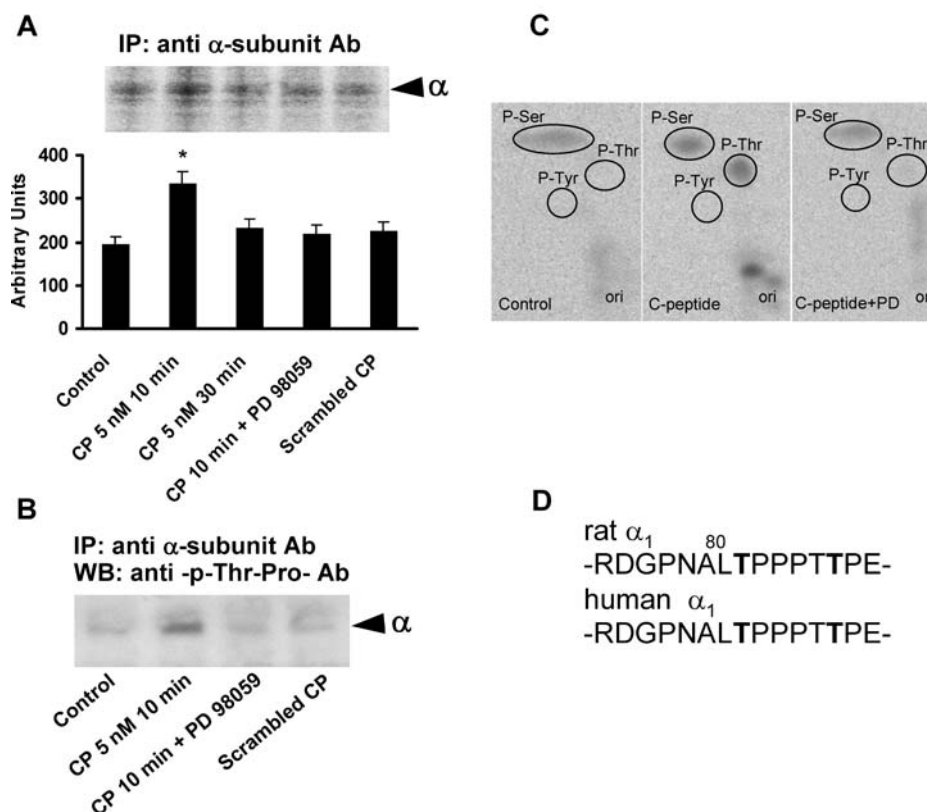 A
IP: anti α-subunit Ab
α
400
300
200
100
0
Arbitrary Units
*
Control
CP 5 nM 10 min
CP 5 nM 30 min
CP 10 min + PD 98059
Scrambled CP
B
IP: anti α-subunit Ab
WB: anti -p-Thr-Pro- Ab
α
Control
CP 5 nM 10 min
CP 10 min + PD 98059
Scrambled CP
C
P-Ser
P-Thr
P-Tyr
ori
Control
P-Ser
P-Thr
P-Tyr
ori
C-peptide
P-Ser
P-Thr
P-Tyr
ori
C-peptide+PD
D
rat α1
80
-RDGPNALTPPPTTPE-
human α1
-RDGPNALTPPPTTPE-